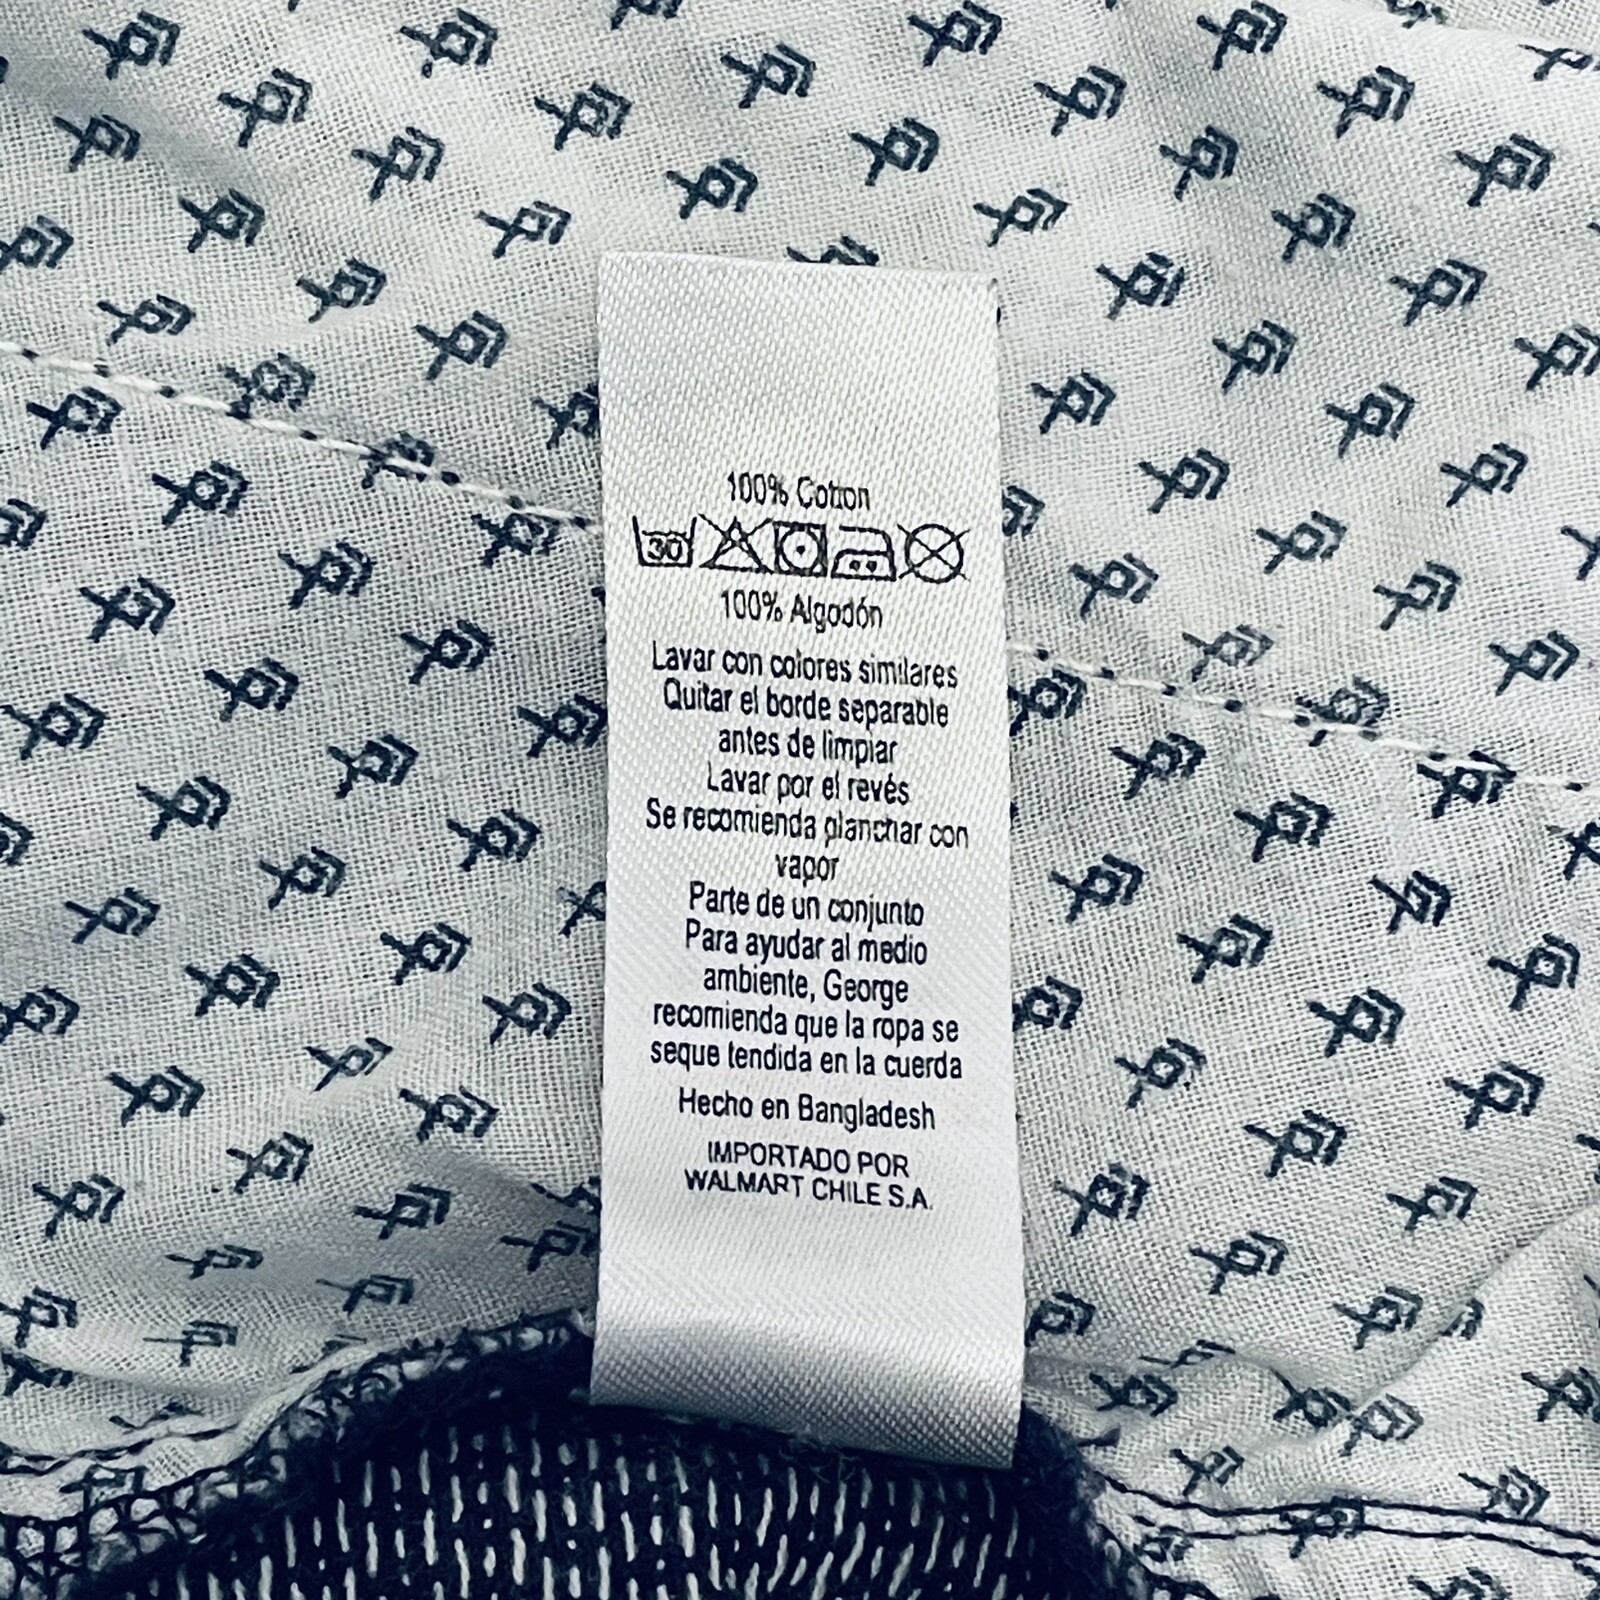 100% Cotton
30
100% Algodón
Lavar con colores similares
Quitar el borde separable
antes de limpiar
Lavar por el revés
Se recomienda planchar con
vapor
Parte de un conjunto
Para ayudar al medio
ambiente, George
recomienda que la ropa se
seque tendida en la cuerda
Hecho en Bangladesh
IMPORTADO POR
WALMART CHILE S.A.